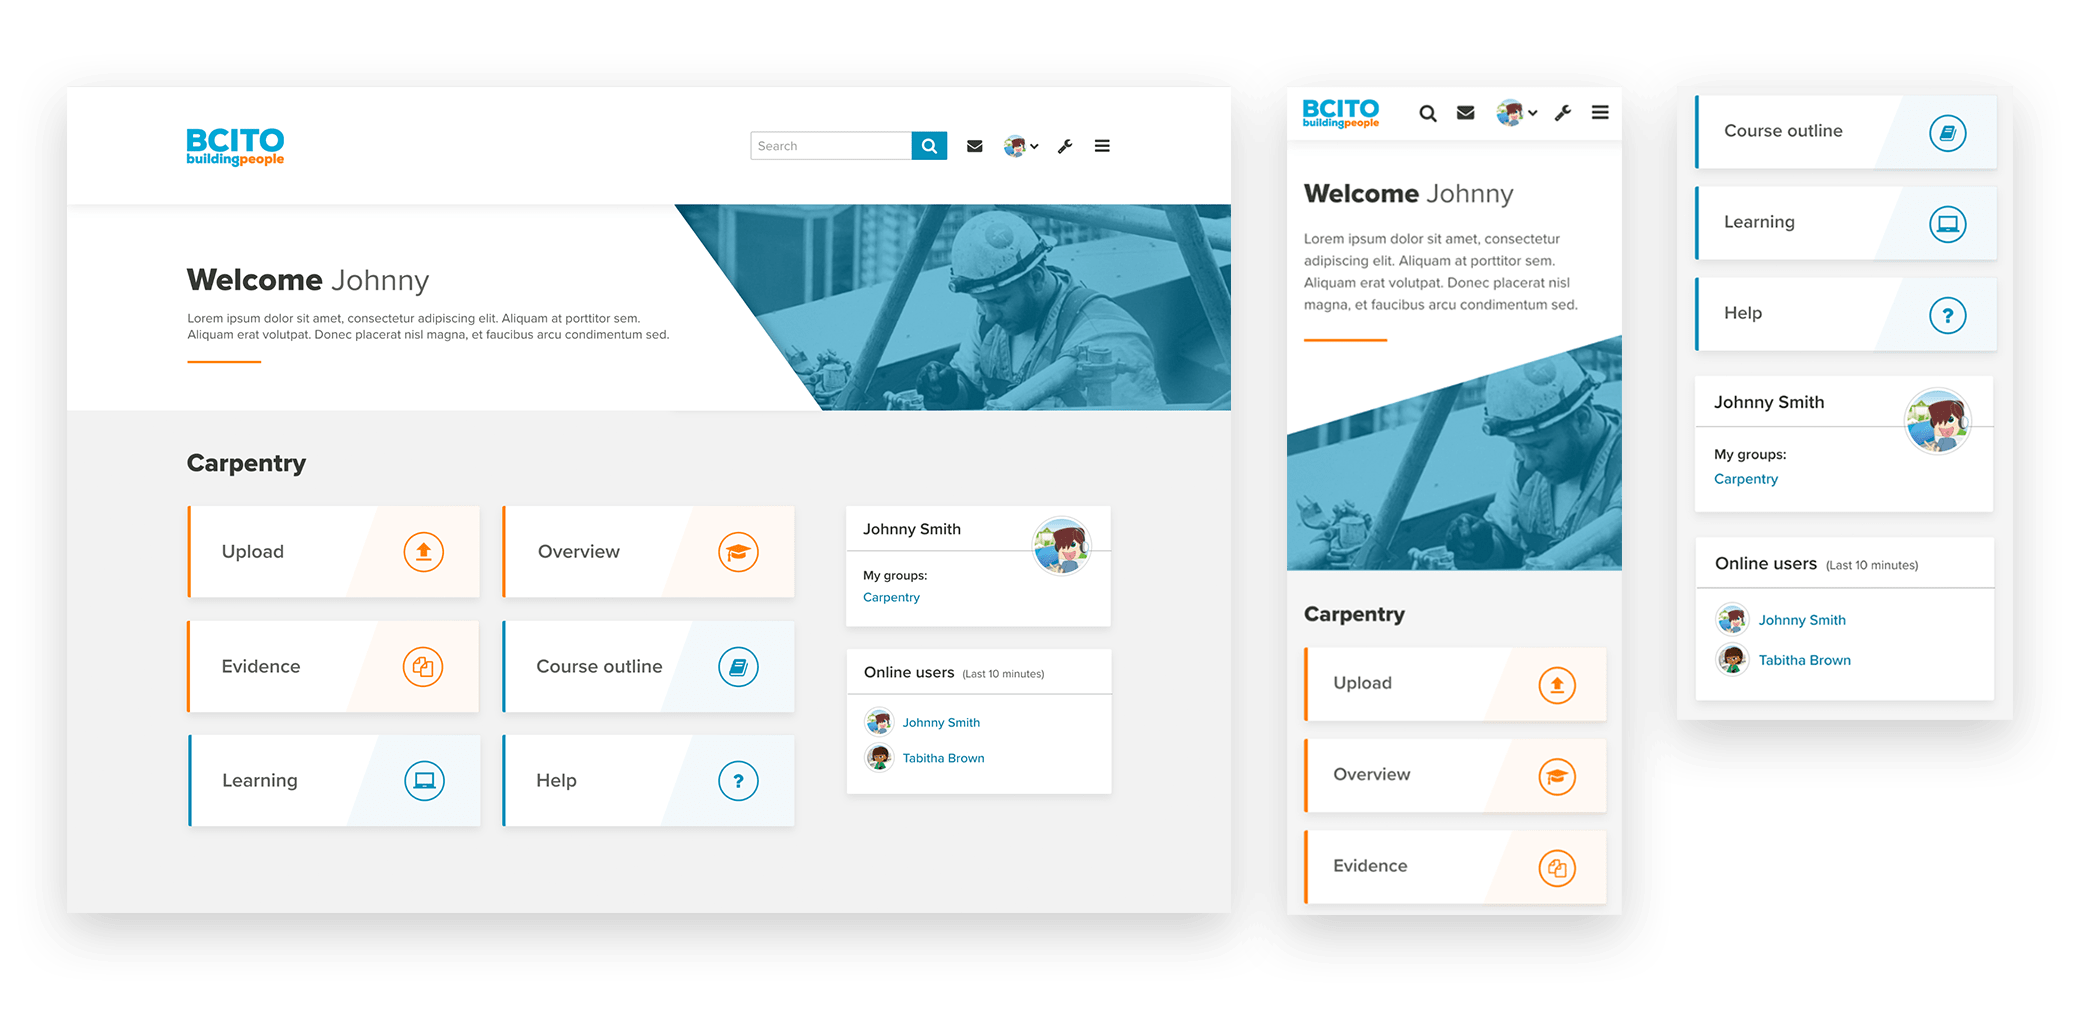 BCITO
buildingpeople
Search
Welcome Johnny
Lorem ipsum dolor sit amet, consectetur adipiscing elit. Aliquam at porttitor sem.
Aliquam erat volutpat. Donec placerat nisl magna, et faucibus arcu condimentum sed.
Carpentry
Upload
Overview
Evidence
Course outline
Learning
Help
Johnny Smith
My groups:
Carpentry
Online users (Last 10 minutes)
Johnny Smith
Tabitha Brown
BCITO
buildingpeople
Welcome Johnny
Lorem ipsum dolor sit amet, consectetur
adipiscing elit. Aliquam at porttitor sem.
Aliquam erat volutpat. Donec placerat nisl
magna, et faucibus arcu condimentum sed.
Carpentry
Upload
Overview
Evidence
Course outline
Learning
Help
Johnny Smith
My groups:
Carpentry
Online users (Last 10 minutes)
Johnny Smith
Tabitha Brown